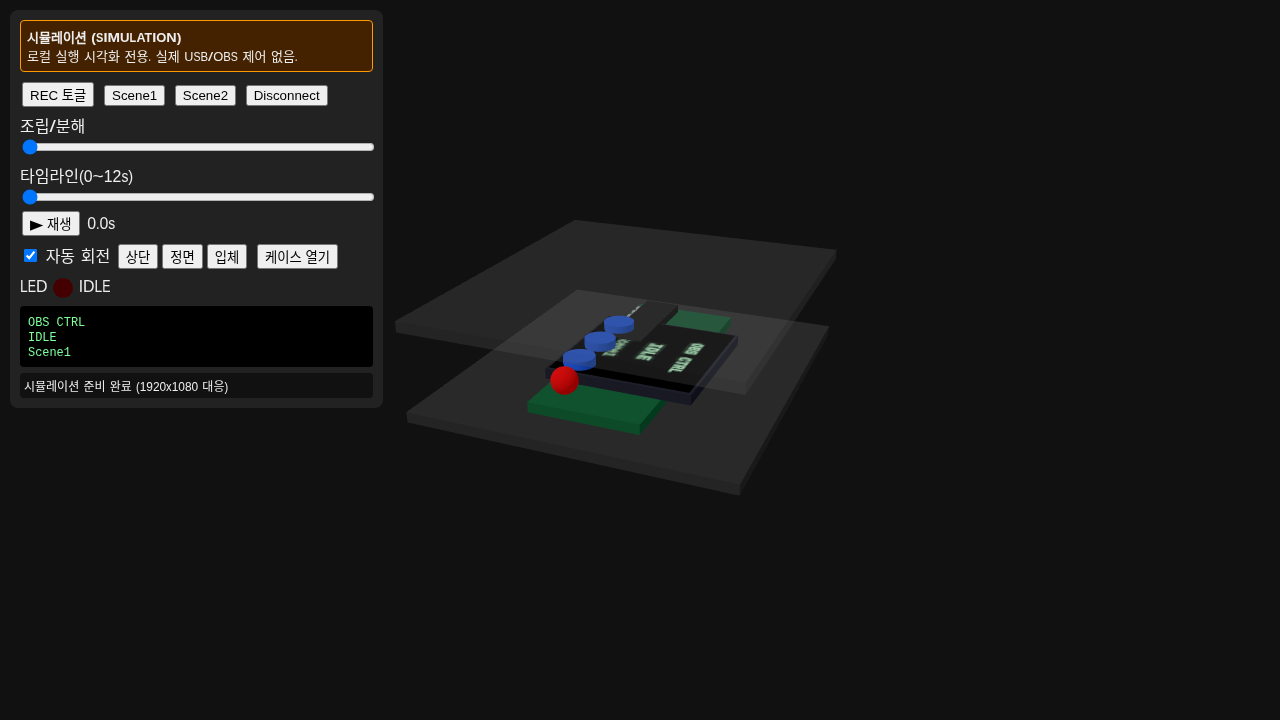 시뮬레이션 (SIMULATION)
로컬 실행 시각화 전용. 실제 USB/OBS 제어 없음.
REC 토글 Scene1 Scene2 Disconnect
조립/분해
타임라인(0~12s)
▶ 재생 0.0s
자동 회전 상단 정면 입체 케이스 열기
LED IDLE
OBS CTRL
IDLE
Scene1
시뮬레이션 준비 완료 (1920x1080 대응)
OBS CTRL
IDLE